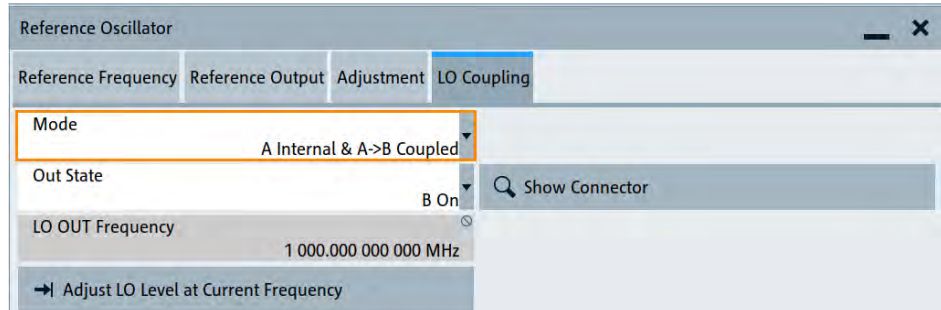 Reference Oscillator
Reference Frequency Reference Output Adjustment LO Coupling
Mode
A Internal & A->B Coupled
Out State
B On
Show Connector
LO OUT Frequency
1 000.000 000 000 MHz
Adjust LO Level at Current Frequency